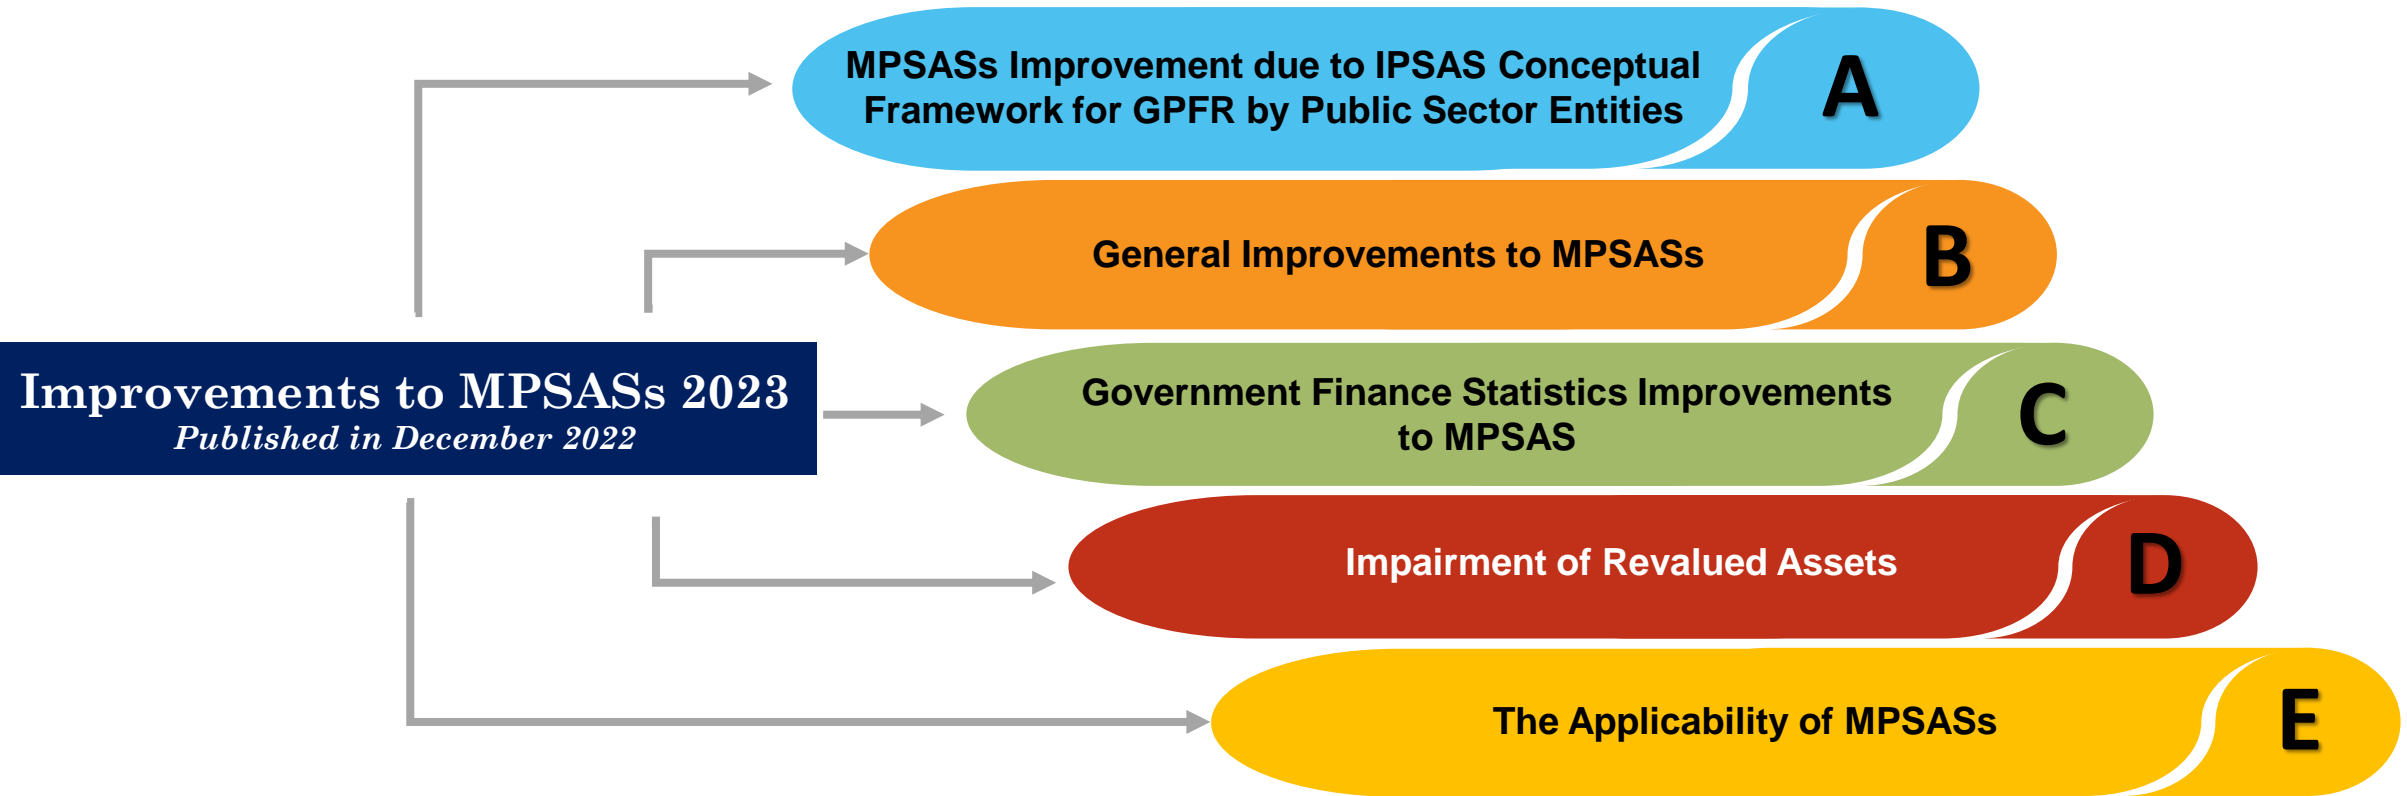 MPSASs Improvement due to IPSAS Conceptual
Framework for GPFR by Public Sector Entities
A
General Improvements to MPSASs
B
Improvements to MPSASs 2023
Published in December 2022
Government Finance Statistics Improvements
to MPSAS
C
Impairment of Revalued Assets
D
The Applicability of MPSASs
E